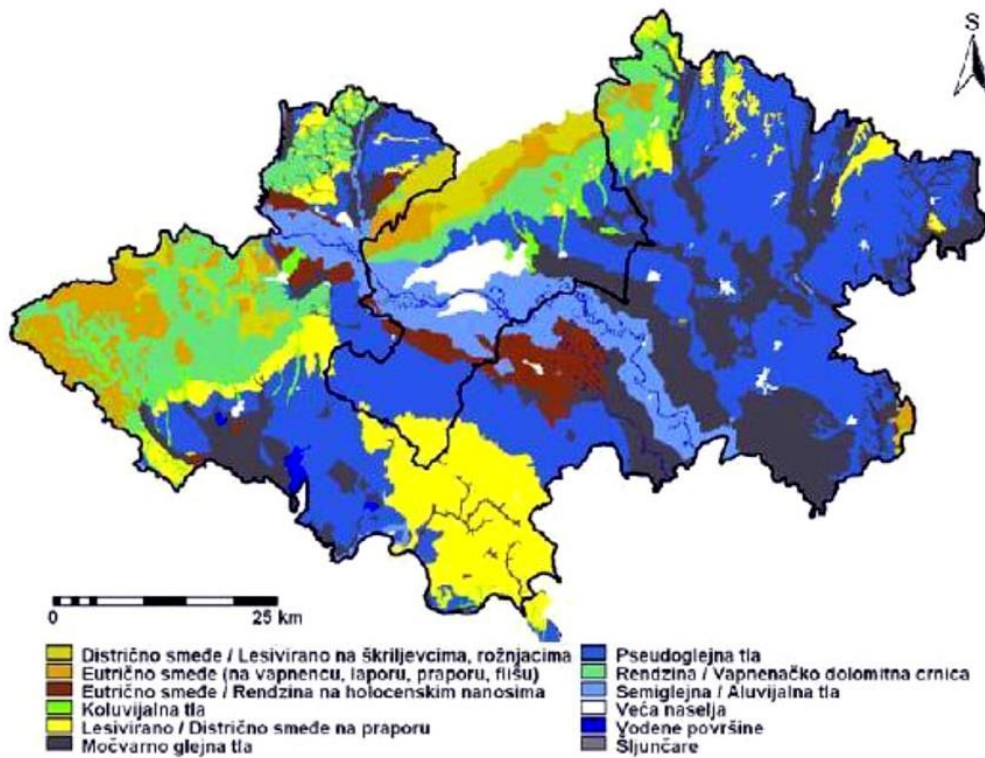 S
0 25 km
Distrično smeđe / Lesivirano na škriljevcima, rožnjacima
Eutrično smeđe (na vapnencu, laporu, praporu, flišu)
Eutrično smeđe / Rendzina na holocenskim nanosima
Koluvijalna tla
Lesivirano / Distrično smeđe na praporu
Močvarno glejna tla
Pseudoglejna tla
Rendzina / Vapnenačko dolomitna crnica
Semiglejna / Aluvijalna tla
Veća naselja
Vodene površine
Šljunčare